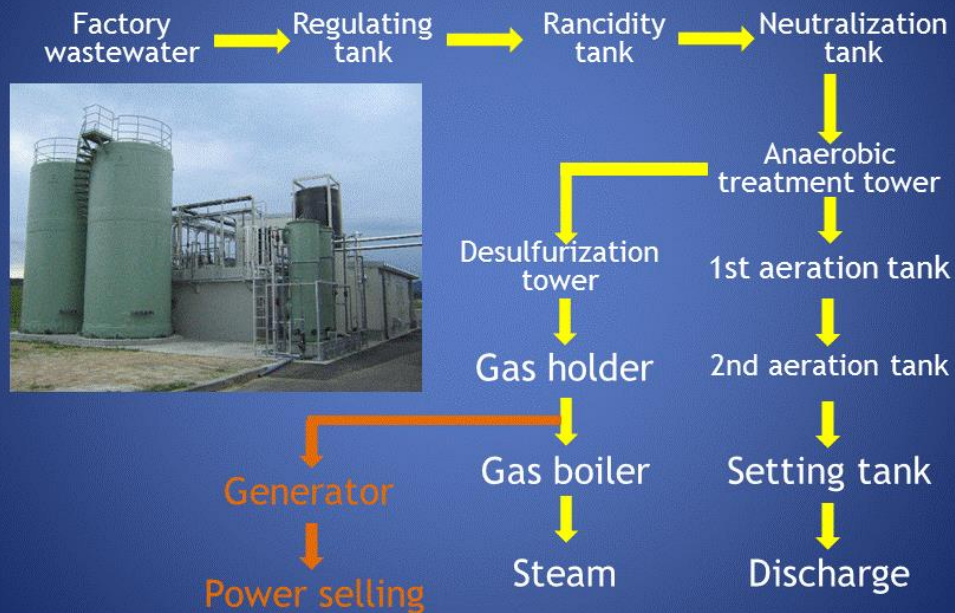 Factory
wastewater
Regulating
tank
Rancidity
tank
Neutralization
tank
Anaerobic
treatment tower
Desulfurization
tower
1st aeration tank
Gas holder
2nd aeration tank
Generator
Gas boiler
Setting tank
Power selling
Steam
Discharge